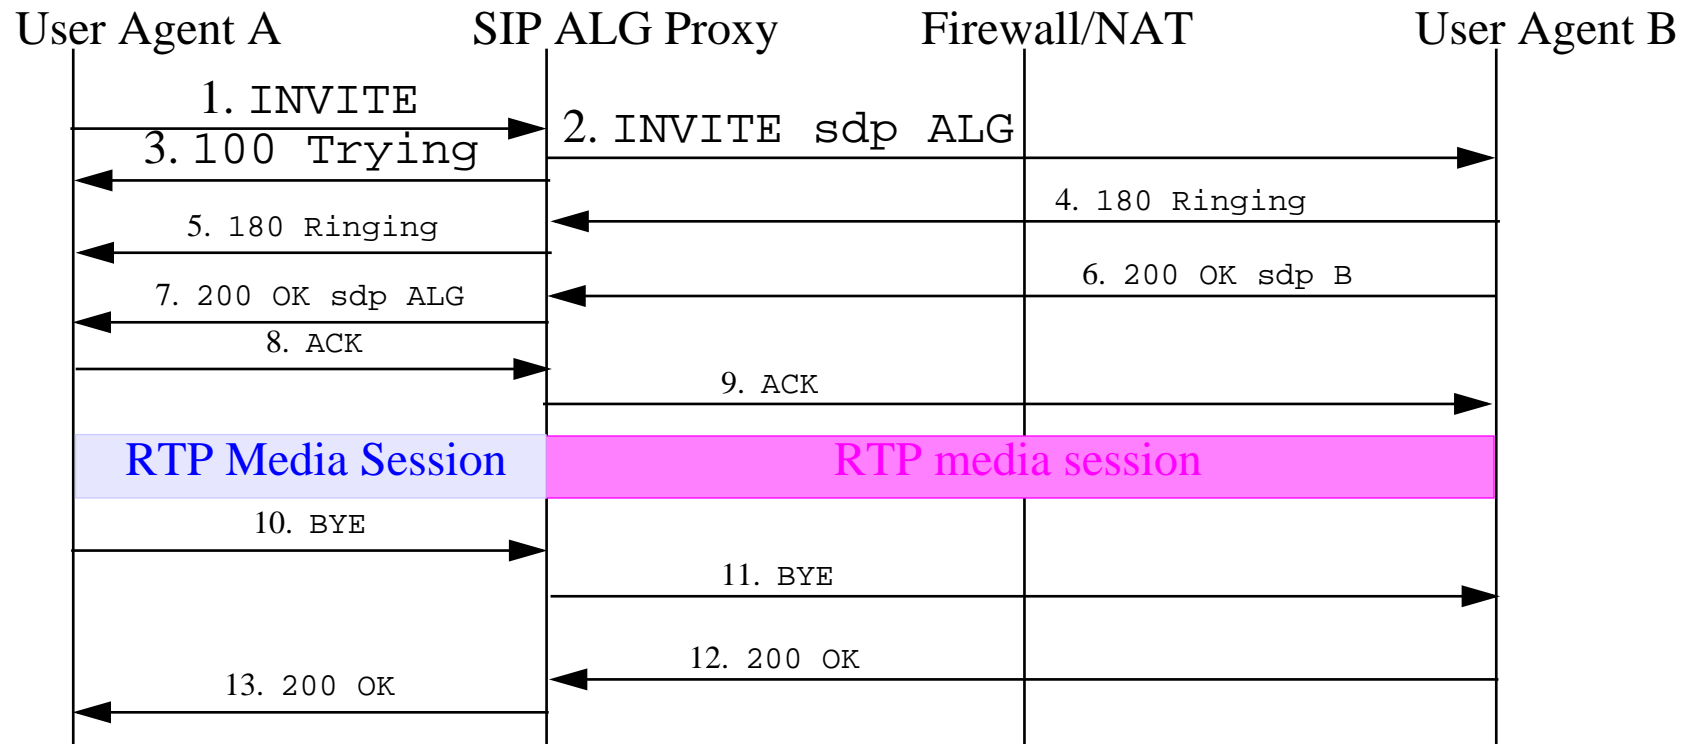 User Agent A
SIP ALG Proxy
Firewall/NAT
User Agent B
1. INVITE
2. INVITE sdp ALG
3. 100 Trying
4. 180 Ringing
5. 180 Ringing
6. 200 OK sdp B
7. 200 OK sdp ALG
8. ACK
9. ACK
RTP Media Session
RTP media session
10. BYE
11. BYE
12. 200 OK
13. 200 OK